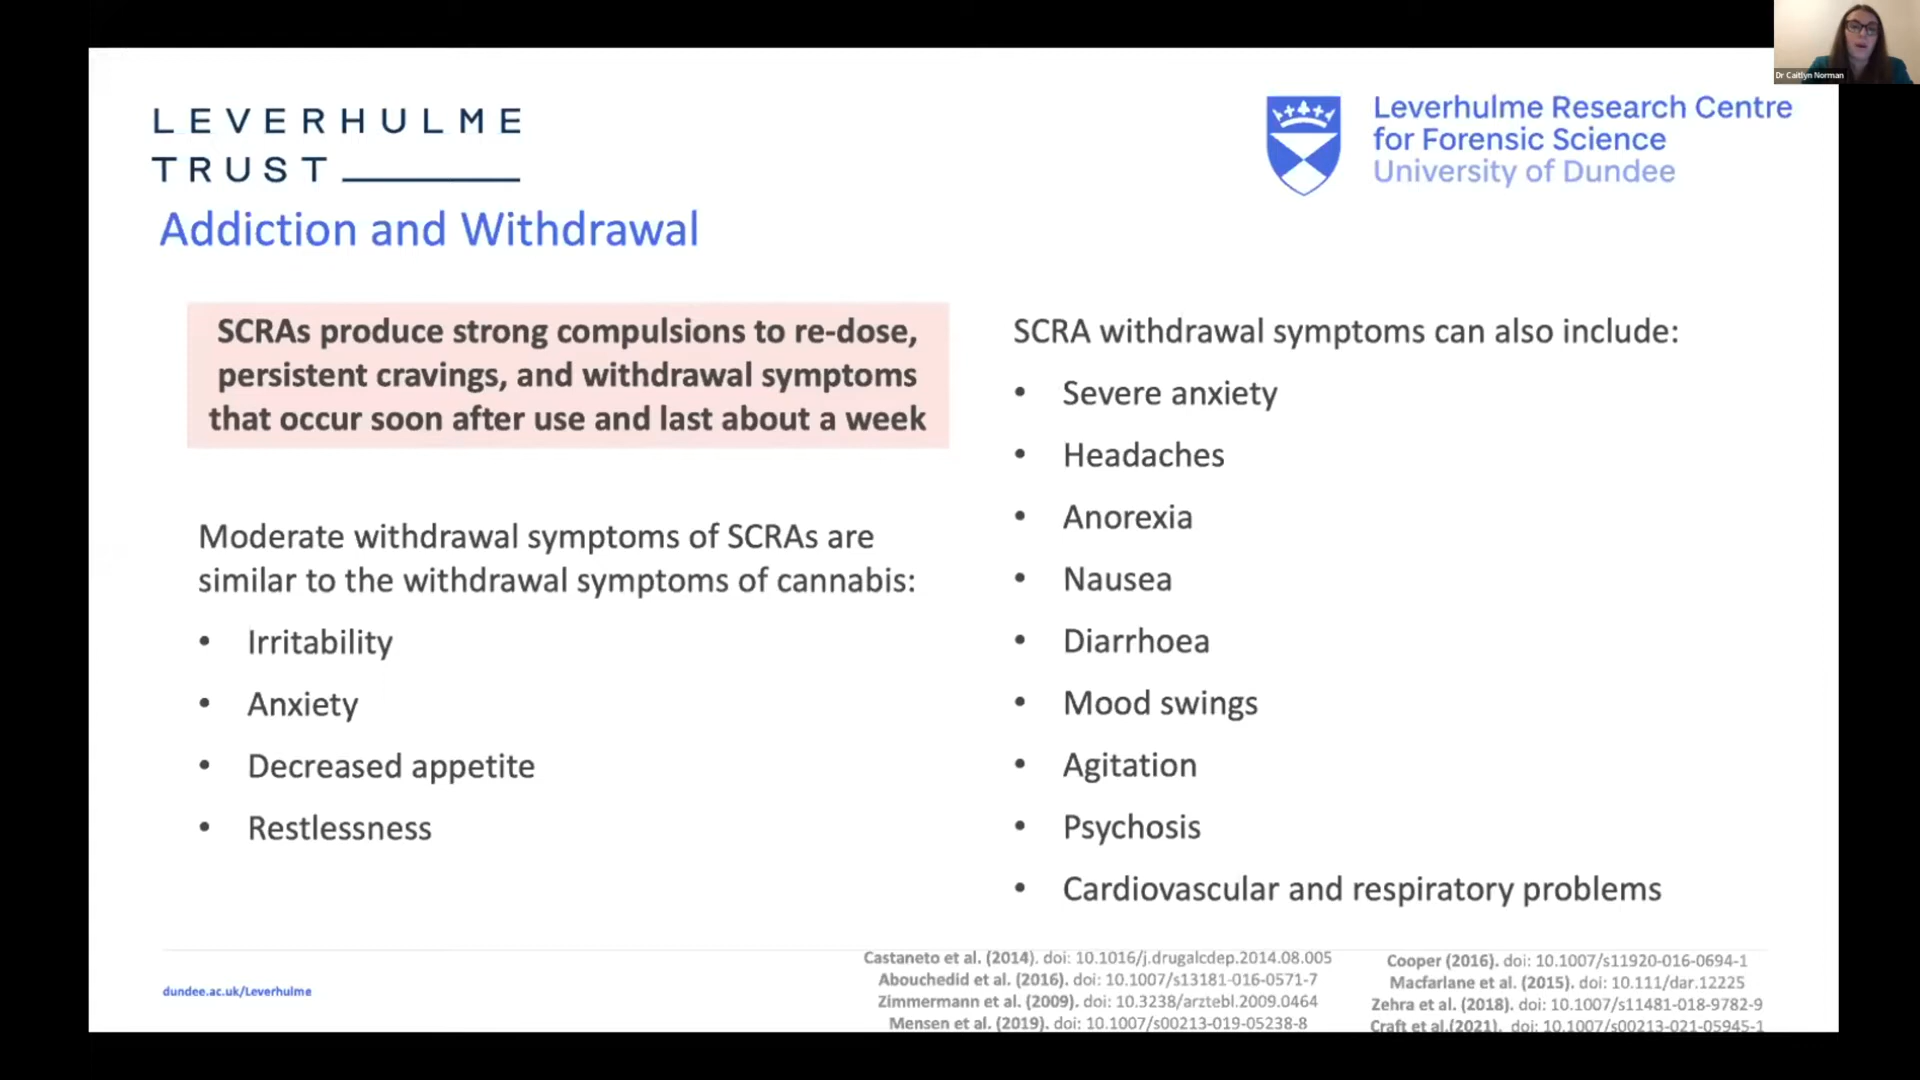 Dr Caitlyn Norman
LEVERHULME
TRUST
Leverhulme Research Centre
for Forensic Science
University of Dundee
Addiction and Withdrawal
SCRAs produce strong compulsions to re-dose,
persistent cravings, and withdrawal symptoms
that occur soon after use and last about a week
Moderate withdrawal symptoms of SCRAs are
similar to the withdrawal symptoms of cannabis:
• Irritability
• Anxiety
• Decreased appetite
• Restlessness
SCRA withdrawal symptoms can also include:
• Severe anxiety
• Headaches
• Anorexia
• Nausea
• Diarrhoea
• Mood swings
• Agitation
• Psychosis
• Cardiovascular and respiratory problems
dundee.ac.uk/Leverhulme
Castaneto et al. (2014). doi: 10.1016/j.drugalcdep.2014.08.005
Abouchedid et al. (2016). doi: 10.1007/s13181-016-0571-7
Zimmermann et al. (2009). doi: 10.3238/arztebl.2009.0464
Mensen et al. (2019). doi: 10.1007/s00213-019-05238-8
Cooper (2016). doi: 10.1007/s11920-016-0694-1
Macfarlane et al. (2015). doi: 10.111/dar.12225
Zehra et al. (2018). doi: 10.1007/s11481-018-9782-9
Craft et al.(2021). doi: 10.1007/s00213-021-05945-1